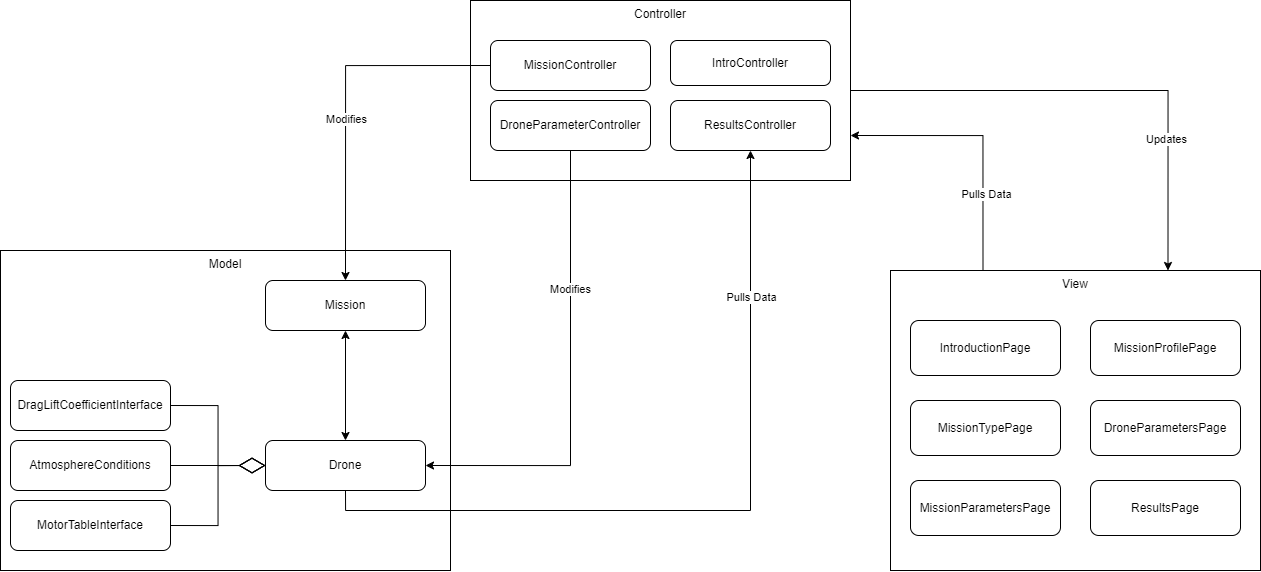 Controller
MissionController
IntroController
DroneParameterController
ResultsController
Modifies
Updates
Pulls Data
Model
Mission
Modifies
Pulls Data
View
IntroductionPage
MissionProfilePage
DragLiftCoefficientInterface
MissionTypePage
DroneParametersPage
AtmosphereConditions
Drone
MissionParametersPage
ResultsPage
MotorTableInterface